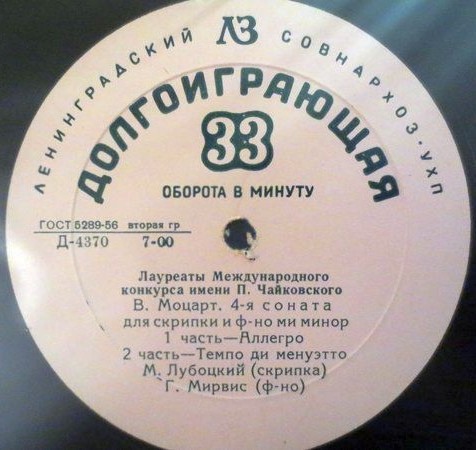 ЛЕНИНГРАДСКИЙ ЛЗ СОВНАРХОЗ·УХП
ДОЛГОИГРАЮЩАЯ
33
ОБОРОТА В МИНУТУ
ГОСТ 5289-56 вторая гр
Д-4370 7-00
Лауреаты Международного
конкурса имени П. Чайковского
В. Моцарт. 4-я соната
для скрипки и ф-но ми минор
1 часть—Аллегро
2 часть—Темпо ди менуэтто
М. Лубоцкий (скрипка)
Г. Мирвис (ф-но)